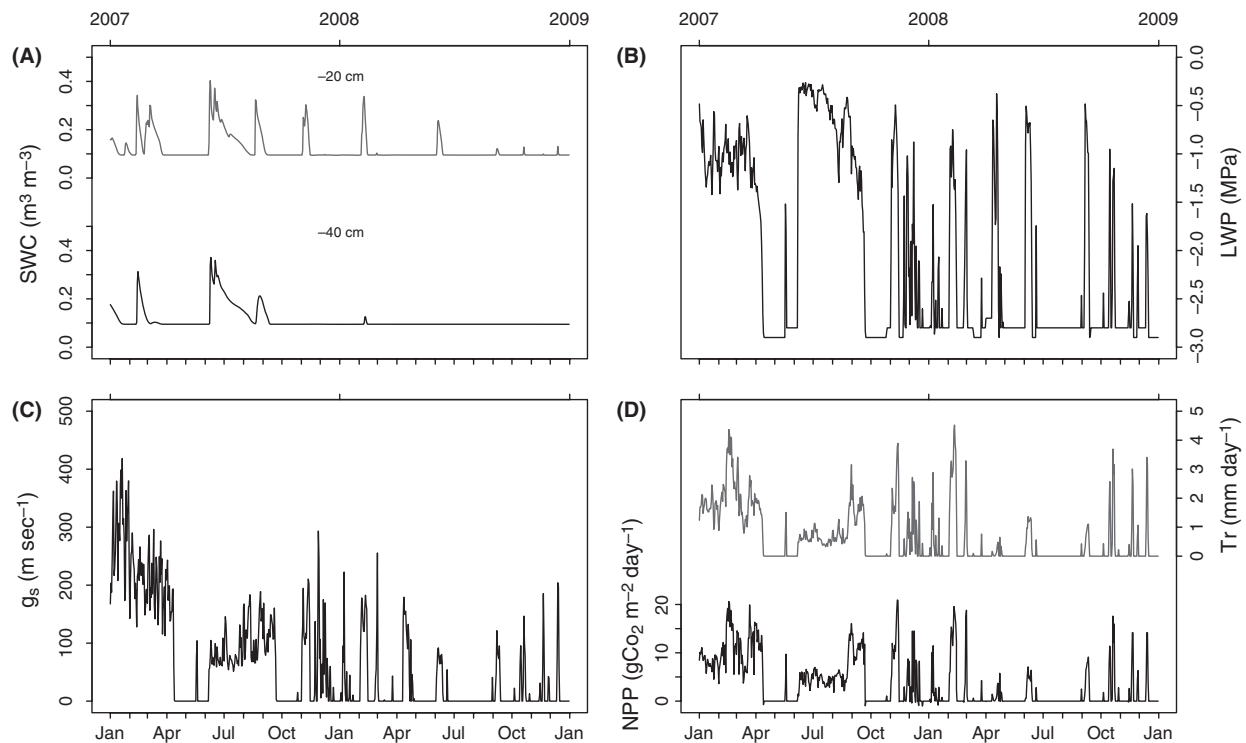 2007 2008 2009 2007 2008 2009
(A)
−20 cm
−40 cm
SWC (m³ m−³)
0.0 0.2 0.4
0.0 0.2 0.4
(B)
LWP (MPa)
0.0
−0.5
−1.0
−1.5
−2.0
−2.5
−3.0
(C)
gs (m sec−1)
500
400
300
200
100
0
Jan Apr Jul Oct Jan Apr Jul Oct Jan
(D)
Tr (mm day−1)
5
4
3
2
1
0
NPP (gCo2 m−2 day−1)
20
10
0
Jan Apr Jul Oct Jan Apr Jul Oct Jan